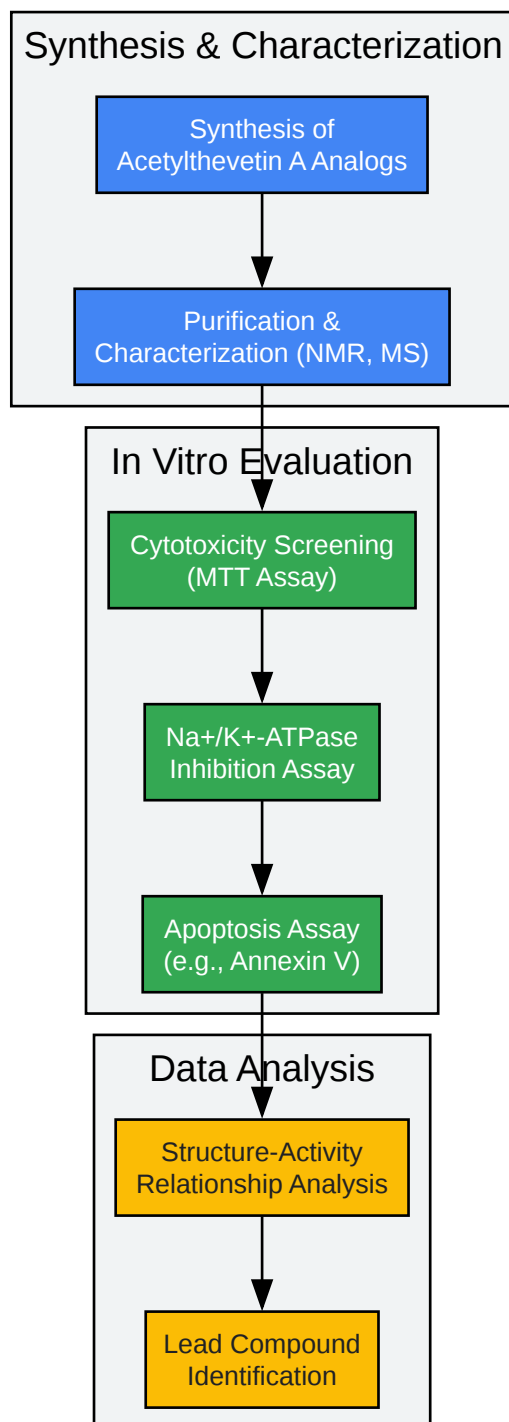 Synthesis & Characterization
Synthesis of
Acetylthevetin A Analogs
Purification &
Characterization (NMR, MS)
In Vitro Evaluation
Cytotoxicity Screening
(MTT Assay)
Na+/K+-ATPase
Inhibition Assay
Apoptosis Assay
(e.g., Annexin V)
Data Analysis
Structure-Activity
Relationship Analysis
Lead Compound
Identification